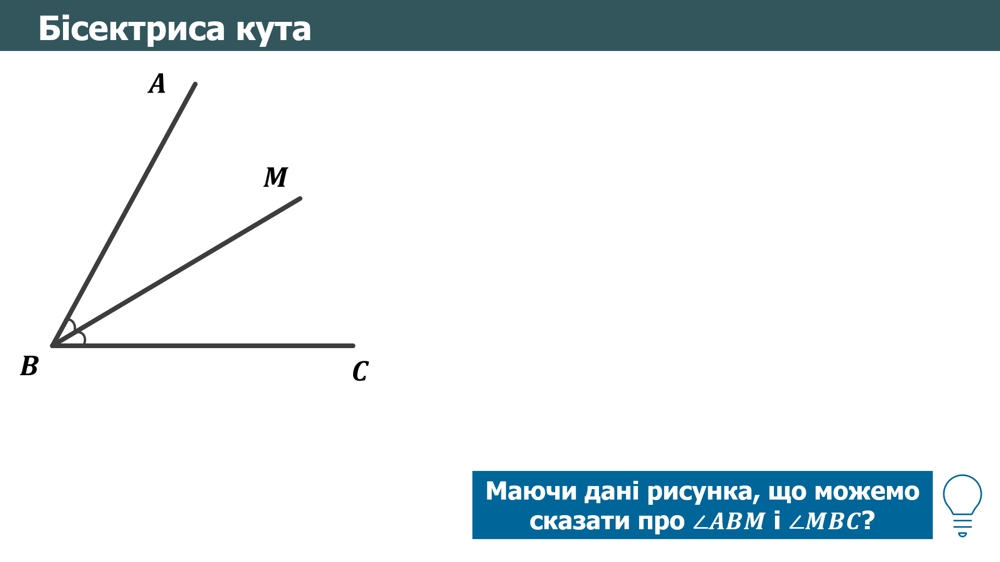 Бісектриса кута
A
M
B
C
Маючи дані рисунка, що можемо
сказати про ∠ABM і ∠MBC?